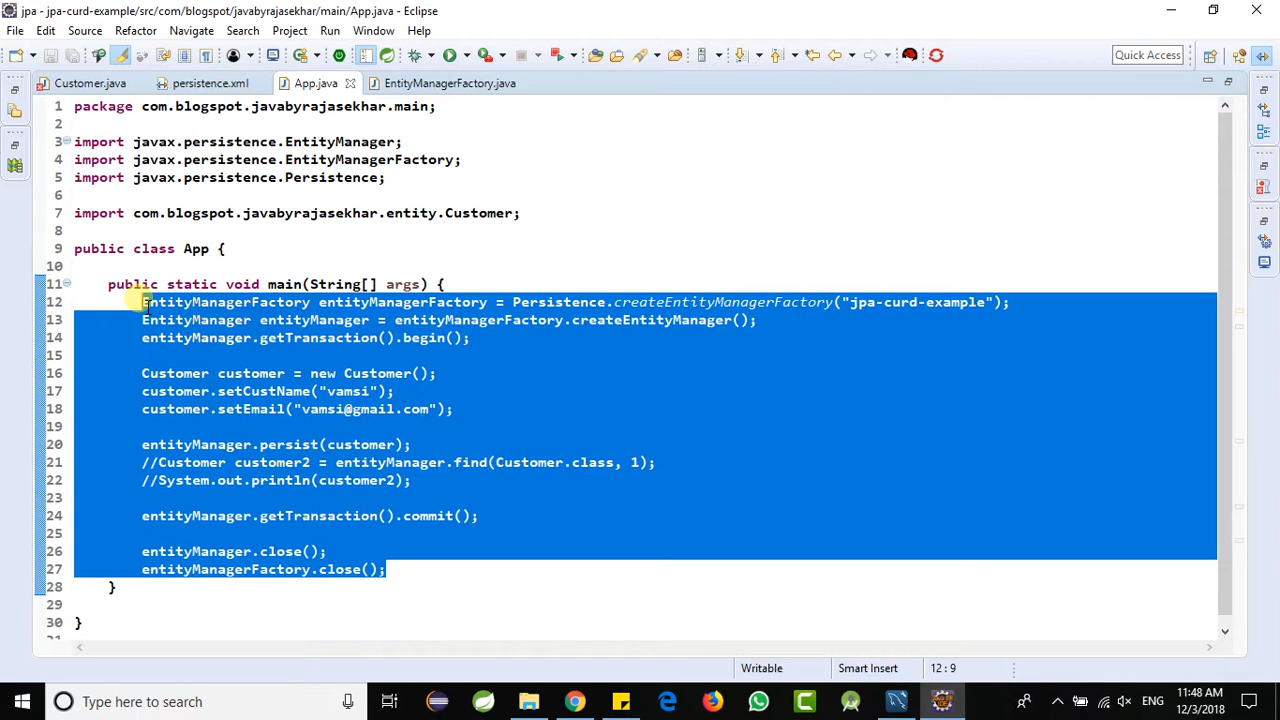 jpa - jpa-curd-example/src/com/blogspot/javabyrajasekhar/main/App.java - Eclipse
File Edit Source Refactor Navigate Search Project Run Window Help
Quick Access
Customer.java persistence.xml App.java EntityManagerFactory.java
1 package com.blogspot.javabyrajasekhar.main;
2
3 import javax.persistence.EntityManager;
4 import javax.persistence.EntityManagerFactory;
5 import javax.persistence.Persistence;
6
7 import com.blogspot.javabyrajasekhar.entity.Customer;
8
9 public class App {
10
11 public static void main(String[] args) {
12 EntityManagerFactory entityManagerFactory = Persistence.createEntityManagerFactory("jpa-curd-example");
13 EntityManager entityManager = entityManagerFactory.createEntityManager();
14 entityManager.getTransaction().begin();
15
16 Customer customer = new Customer();
17 customer.setCustName("vamsi");
18 customer.setEmail("vamsi@gmail.com");
19
20 entityManager.persist(customer);
21 //Customer customer2 = entityManager.find(Customer.class, 1);
22 //System.out.println(customer2);
23
24 entityManager.getTransaction().commit();
25
26 entityManager.close();
27 entityManagerFactory.close();
28 }
29
30 }
31
Writable Smart Insert 12 : 9
Type here to search
ENG
11:48 AM
12/3/2018